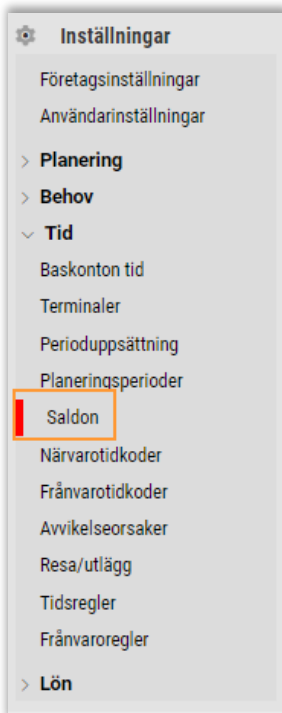 Inställningar
Företagsinställningar
Användarinställningar
Planering
Behov
Tid
Baskonton tid
Terminaler
Perioduppsättning
Planeringsperioder
Saldon
Närvarotidkoder
Frånvarotidkoder
Avvikelseorsaker
Resa/utlägg
Tidsregler
Frånvaroregler
Lön